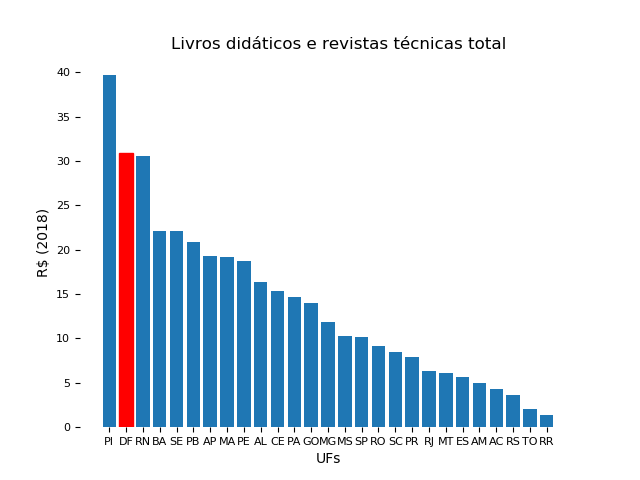 Livros didáticos e revistas técnicas total
40
35
30
25
20
15
10
5
0
R$ (2018)
PI DF RN BA SE PB AP MA PE AL CE PA GO MG MS SP RO SC PR RJ MT ES AM AC RS TO RR
UFs